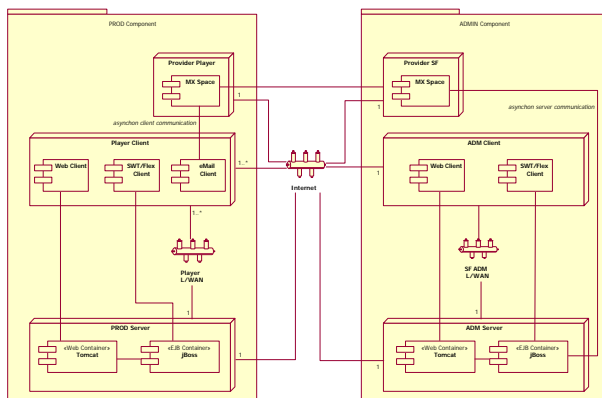 PROD Component
ADMIN Component
Provider Player
MX Space
1
Provider SF
MX Space
1
asynchon client communication
asynchon server communication
Player Client
Web Client
SWT/Flex
Client
eMail
Client
1..*
Internet
ADM Client
Web Client
SWT/Flex
Client
1
1..*
Player
L/WAN
1
SF ADM
L/WAN
1
PROD Server
«Web Container»
Tomcat
«EJB Container»
jBoss
1
ADM Server
«Web Container»
Tomcat
«EJB Container»
jBoss
1